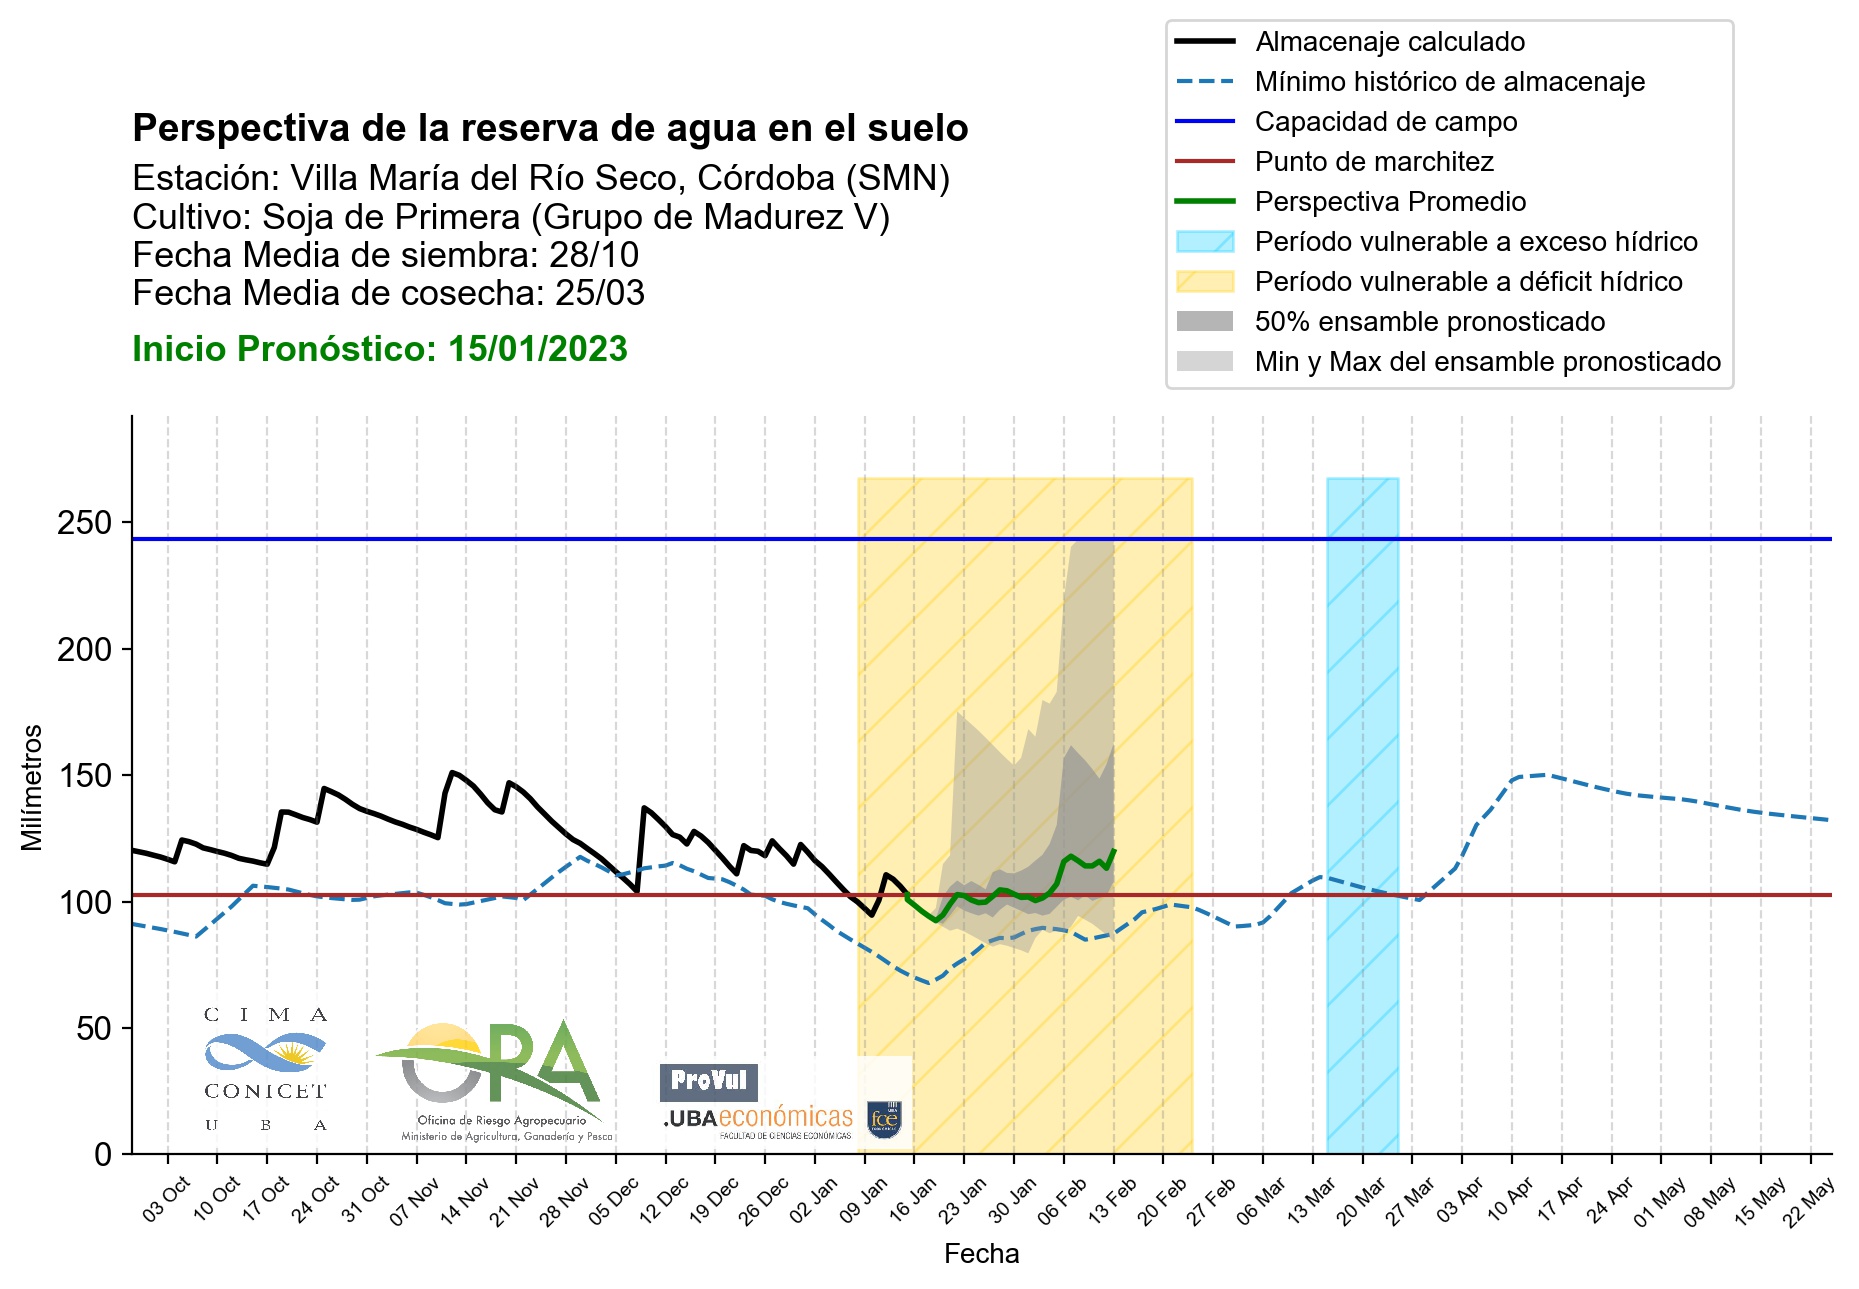 Almacenaje calculado
Mínimo histórico de almacenaje
Capacidad de campo
Punto de marchitez
Perspectiva Promedio
Período vulnerable a exceso hídrico
Período vulnerable a déficit hídrico
50% ensamble pronosticado
Min y Max del ensamble pronosticado
Perspectiva de la reserva de agua en el suelo
Estación: Villa María del Río Seco, Córdoba (SMN)
Cultivo: Soja de Primera (Grupo de Madurez V)
Fecha Media de siembra: 28/10
Fecha Media de cosecha: 25/03
Inicio Pronóstico: 15/01/2023
Milímetros
250
200
150
100
50
0
C I M A
CONICET
U B A
ORA
Oficina de Riesgo Agropecuario
Ministerio de Agricultura, Ganadería y Pesca
ProVul
.UBAeconómicas
FACULTAD DE CIENCIAS ECONÓMICAS
UBA
fce
ECONÓMICAS
03 Oct
10 Oct
17 Oct
24 Oct
31 Oct
07 Nov
14 Nov
21 Nov
28 Nov
05 Dec
12 Dec
19 Dec
26 Dec
02 Jan
09 Jan
16 Jan
23 Jan
30 Jan
06 Feb
13 Feb
20 Feb
27 Feb
06 Mar
13 Mar
20 Mar
27 Mar
03 Apr
10 Apr
17 Apr
24 Apr
01 May
08 May
15 May
22 May
Fecha